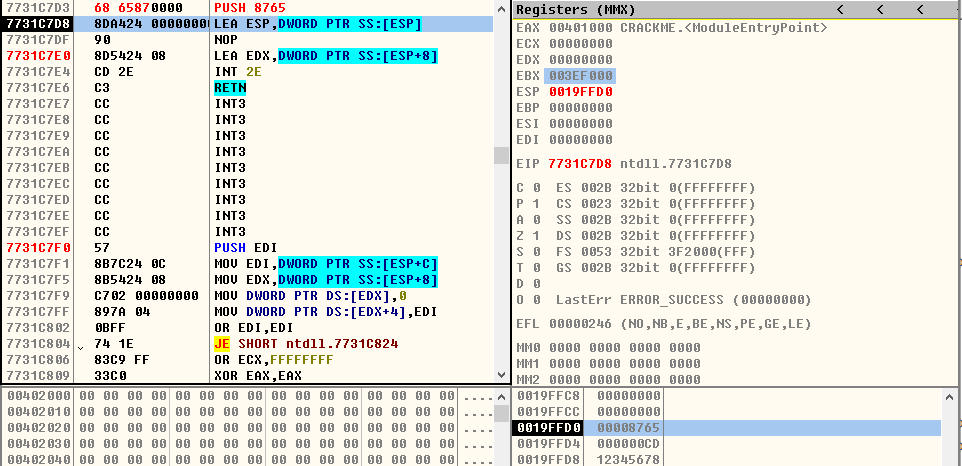 7731C7D3 68 65870000 PUSH 8765
7731C7D8 8DA424 00000000 LEA ESP,DWORD PTR SS:[ESP]
7731C7DF 90 NOP
7731C7E0 8D5424 08 LEA EDX,DWORD PTR SS:[ESP+8]
7731C7E4 CD 2E INT 2E
7731C7E6 C3 RETN
7731C7E7 CC INT3
7731C7E8 CC INT3
7731C7E9 CC INT3
7731C7EA CC INT3
7731C7EB CC INT3
7731C7EC CC INT3
7731C7ED CC INT3
7731C7EE CC INT3
7731C7EF CC INT3
7731C7F0 57 PUSH EDI
7731C7F1 8B7C24 0C MOV EDI,DWORD PTR SS:[ESP+C]
7731C7F5 8B5424 08 MOV EDX,DWORD PTR SS:[ESP+8]
7731C7F9 C702 00000000 MOV DWORD PTR DS:[EDX],0
7731C7FF 897A 04 MOV DWORD PTR DS:[EDX+4],EDI
7731C802 0BFF OR EDI,EDI
7731C804 74 1E JE SHORT ntdll.7731C824
7731C806 83C9 FF OR ECX,FFFFFFFF
7731C809 33C0 XOR EAX,EAX
Registers (MMX) < < <
EAX 00401000 CRACKME.<ModuleEntryPoint>
ECX 00000000
EDX 00000000
EBX 003EF000
ESP 0019FFD0
EBP 00000000
ESI 00000000
EDI 00000000
EIP 7731C7D8 ntdll.7731C7D8
C 0 ES 002B 32bit 0(FFFFFFFF)
P 1 CS 0023 32bit 0(FFFFFFFF)
A 0 SS 002B 32bit 0(FFFFFFFF)
Z 1 DS 002B 32bit 0(FFFFFFFF)
S 0 FS 0053 32bit 3F2000(FFF)
T 0 GS 002B 32bit 0(FFFFFFFF)
D 0
O 0 LastErr ERROR_SUCCESS (00000000)
EFL 00000246 (NO,NB,E,BE,NS,PE,GE,LE)
MM0 0000 0000 0000 0000
MM1 0000 0000 0000 0000
MM2 0000 0000 0000 0000
00402000 00 00 00 00 00 00 00 00 00 00 00 00 00 00 00 00 ....
00402010 00 00 00 00 00 00 00 00 00 00 00 00 00 00 00 00 ....
00402020 00 00 00 00 00 00 00 00 00 00 00 00 00 00 00 00 ....
00402030 00 00 00 00 00 00 00 00 00 00 00 00 00 00 00 00 ....
00402040 00 00 00 00 00 00 00 00 00 00 00 00 00 00 00 00 ....
0019FFC8 00000000
0019FFCC 00000000
0019FFD0 00008765
0019FFD4 000000CD
0019FFD8 12345678